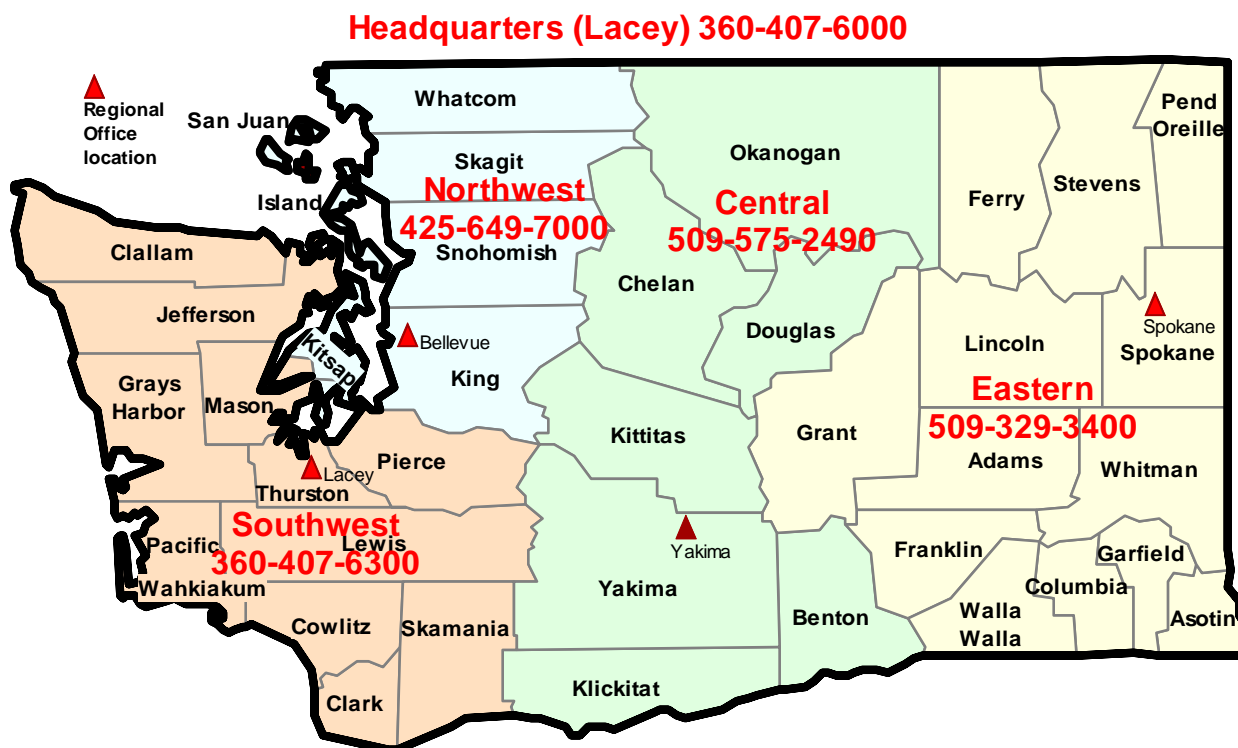 Headquarters (Lacey) 360-407-6000
Regional
Office
location
San Juan
Island
Whatcom
Skagit
Northwest
425-649-7000
Snohomish
Bellevue
King
Kitsap
Okanogan
Central
509-575-2490
Chelan
Douglas
Kittitas
Yakima
Yakima
Benton
Klickitat
Pend
Oreille
Stevens
Ferry
Spokane
Spokane
Lincoln
Eastern
509-329-3400
Adams
Grant
Whitman
Franklin
Garfield
Columbia
Walla
Walla
Asotin
Clallam
Jefferson
Grays
Harbor
Mason
Pierce
Lacey
Thurston
Southwest
360-407-6300
Lewis
Pacific
Wahkiakum
Cowlitz
Skamania
Clark